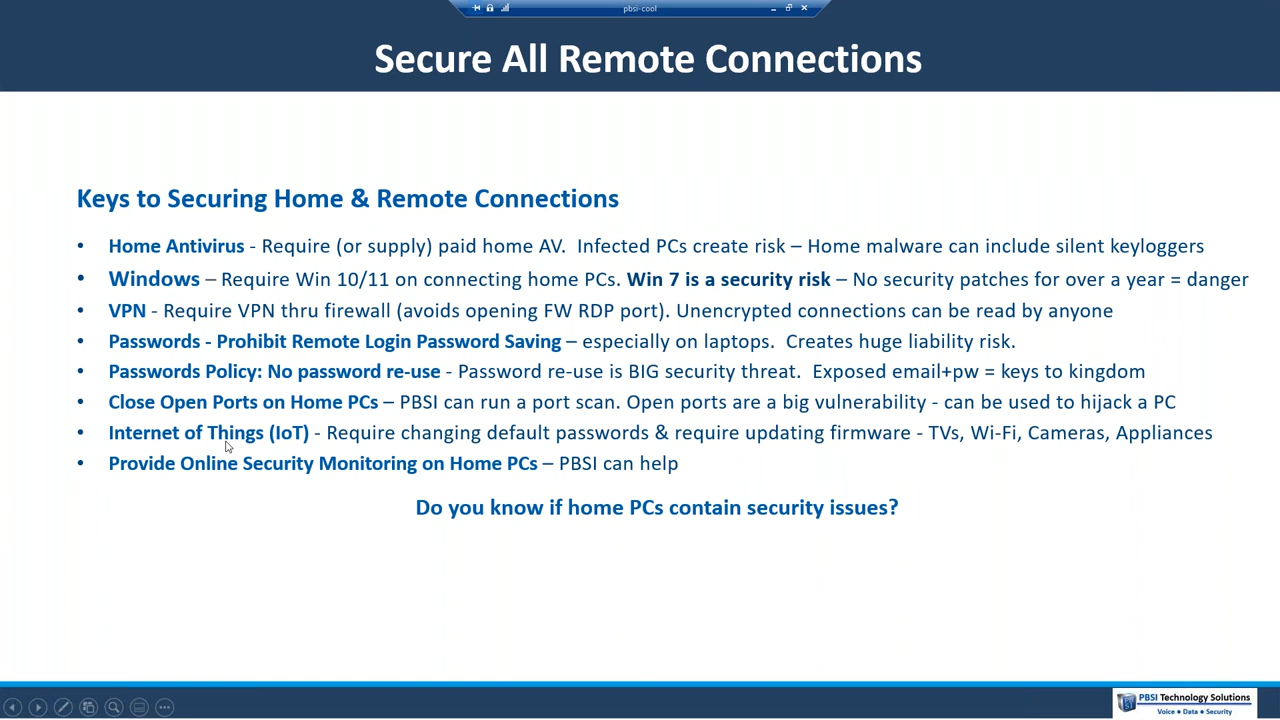 pbsi-cool
Secure All Remote Connections
Keys to Securing Home & Remote Connections
• Home Antivirus - Require (or supply) paid home AV.  Infected PCs create risk – Home malware can include silent keyloggers
• Windows – Require Win 10/11 on connecting home PCs. Win 7 is a security risk – No security patches for over a year = danger
• VPN - Require VPN thru firewall (avoids opening FW RDP port). Unencrypted connections can be read by anyone
• Passwords - Prohibit Remote Login Password Saving – especially on laptops.  Creates huge liability risk.
• Passwords Policy: No password re-use - Password re-use is BIG security threat.  Exposed email+pw = keys to kingdom
• Close Open Ports on Home PCs – PBSI can run a port scan. Open ports are a big vulnerability - can be used to hijack a PC
• Internet of Things (IoT) - Require changing default passwords & require updating firmware - TVs, Wi-Fi, Cameras, Appliances
• Provide Online Security Monitoring on Home PCs – PBSI can help
Do you know if home PCs contain security issues?
PBSI Technology Solutions
Voice • Data • Security